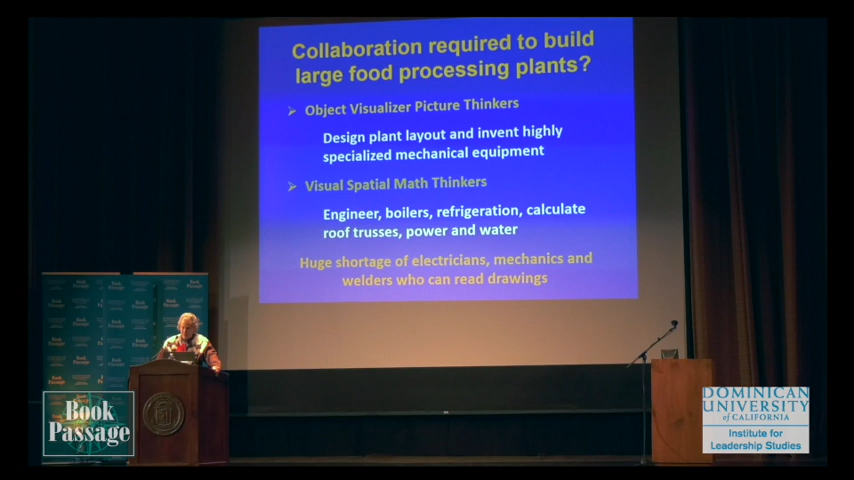 Collaboration required to build
large food processing plants?
Object Visualizer Picture Thinkers
Design plant layout and invent highly
specialized mechanical equipment
Visual Spatial Math Thinkers
Engineer, boilers, refrigeration, calculate
roof trusses, power and water
Huge shortage of electricians, mechanics and
welders who can read drawings
Book
Passage
DOMINICAN
UNIVERSITY
of CALIFORNIA
Institute for
Leadership Studies